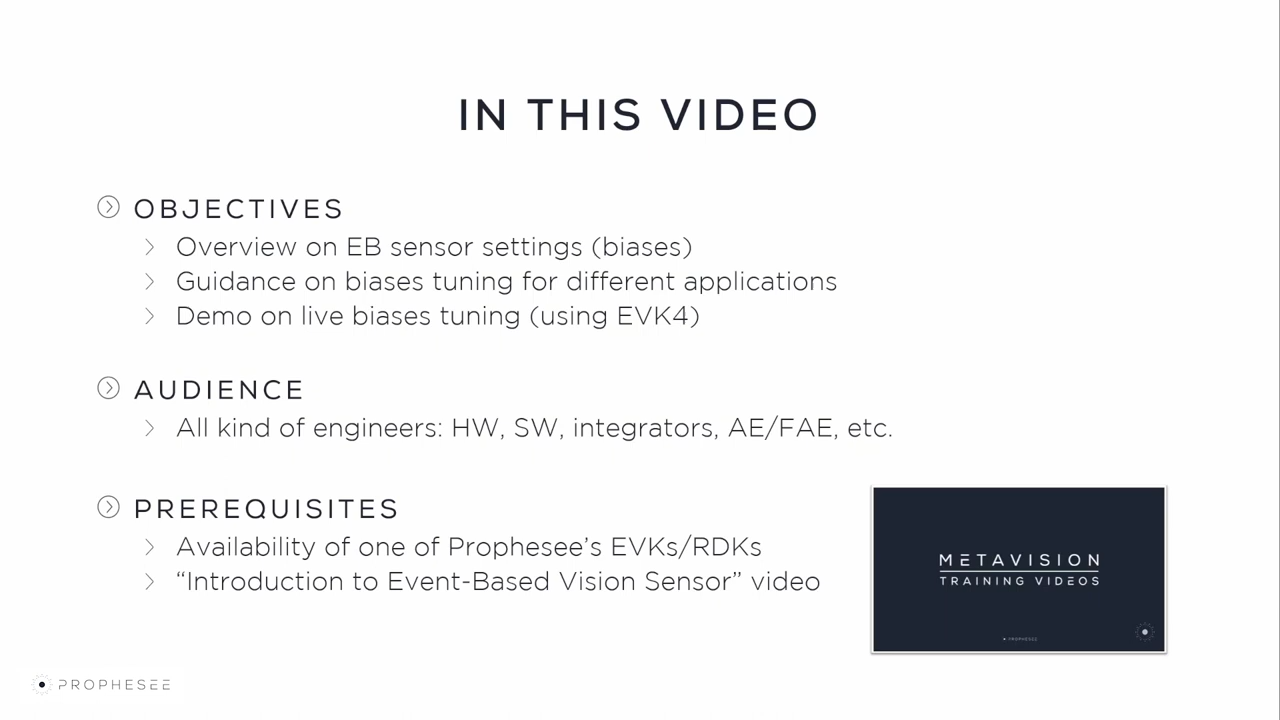 IN THIS VIDEO
OBJECTIVES
Overview on EB sensor settings (biases)
Guidance on biases tuning for different applications
Demo on live biases tuning (using EVK4)
AUDIENCE
All kind of engineers: HW, SW, integrators, AE/FAE, etc.
PREREQUISITES
Availability of one of Prophesee’s EVKs/RDKs
“Introduction to Event-Based Vision Sensor” video
METAVISION
TRAINING VIDEOS
PROPHESEE
PROPHESEE